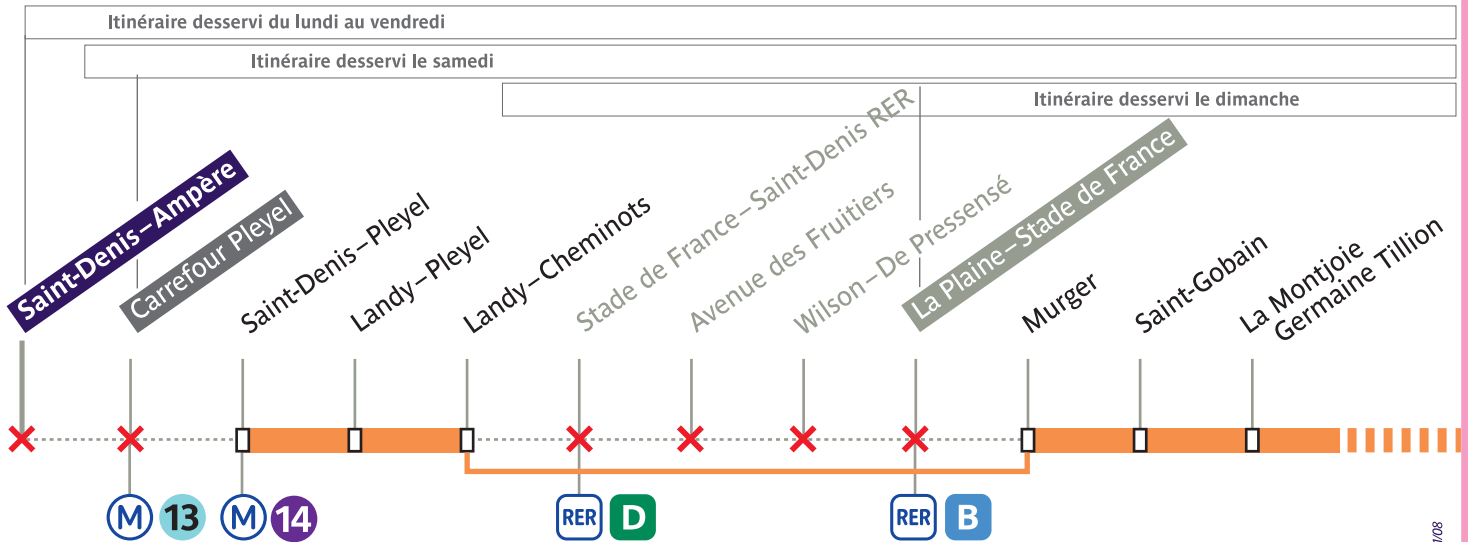 Itinéraire desservi du lundi au vendredi
Itinéraire desservi le samedi
Itinéraire desservi le dimanche
Saint-Denis–Ampère
Carrefour Pleyel
Saint-Denis–Pleyel
Landy–Pleyel
Landy–Cheminots
Stade de France–Saint-Denis RER
Avenue des Fruitiers
Wilson–De Pressensé
La Plaine–Stade de France
Murger
Saint-Gobain
La Montjoie
Germaine Tillion
M 13
M 14
RER D
RER B